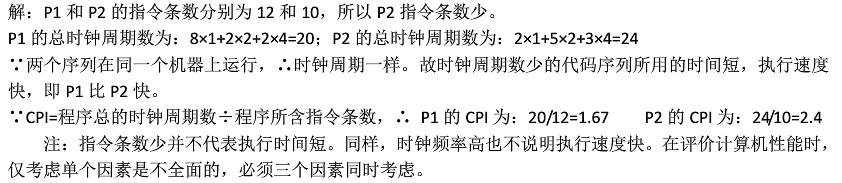 解：P1 和 P2 的指令条数分别为 12 和 10，所以 P2 指令条数少。
P1 的总时钟周期数为：8×1+2×2+2×4=20；P2 的总时钟周期数为：2×1+5×2+3×4=24
∵两个序列在同一个机器上运行，∴时钟周期一样。故时钟周期数少的代码序列所用的时间短，执行速度
快，即 P1 比 P2 快。
∵CPI=程序总的时钟周期数÷程序所含指令条数，∴ P1 的 CPI 为：20/12=1.67 P2 的 CPI 为：24/10=2.4
注：指令条数少并不代表执行时间短。同样，时钟频率高也不说明执行速度快。在评价计算机性能时，
仅考虑单个因素是不全面的，必须三个因素同时考虑。